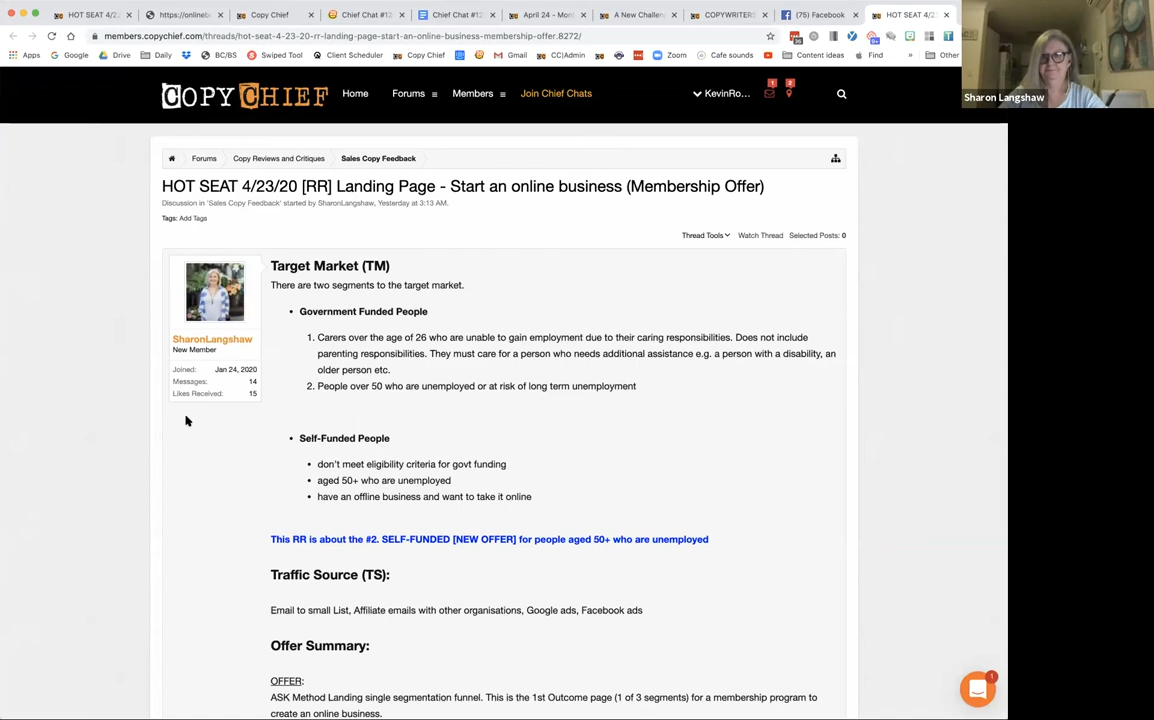 HOT SEAT 4/2
https://onlinebe
Copy Chief
Chief Chat #12
Chief Chat #12
April 24 - Mon
A New Challen
COPYWRITERS
(75) Facebook
HOT SEAT 4/2
members.copychief.com/threads/hot-seat-4-23-20-rr-landing-page-start-an-online-business-membership-offer.8272/
Apps Google Drive Daily BC/BS Swiped Tool Client Scheduler Copy Chief Gmail CC|Admin Zoom Cafe sounds Content ideas Find » Other
Sharon Langshaw
COPY CHIEF
Home Forums Members Join Chief Chats KevinRo... 1 2
Forums Copy Reviews and Critiques Sales Copy Feedback
HOT SEAT 4/23/20 [RR] Landing Page - Start an online business (Membership Offer)
Discussion in 'Sales Copy Feedback' started by SharonLangshaw, Yesterday at 3:13 AM.
Tags: Add Tags
Thread Tools Watch Thread Selected Posts: 0
SharonLangshaw
New Member
Joined: Jan 24, 2020
Messages: 14
Likes Received: 15
Target Market (TM)
There are two segments to the target market.
• Government Funded People
1. Carers over the age of 26 who are unable to gain employment due to their caring responsibilities. Does not include
parenting responsibilities. They must care for a person who needs additional assistance e.g. a person with a disability, an
older person etc.
2. People over 50 who are unemployed or at risk of long term unemployment
• Self-Funded People
• don't meet eligibility criteria for govt funding
• aged 50+ who are unemployed
• have an offline business and want to take it online
This RR is about the #2. SELF-FUNDED [NEW OFFER] for people aged 50+ who are unemployed
Traffic Source (TS):
Email to small List, Affiliate emails with other organisations, Google ads, Facebook ads
Offer Summary:
OFFER:
ASK Method Landing single segmentation funnel. This is the 1st Outcome page (1 of 3 segments) for a membership program to
create an online business.
1